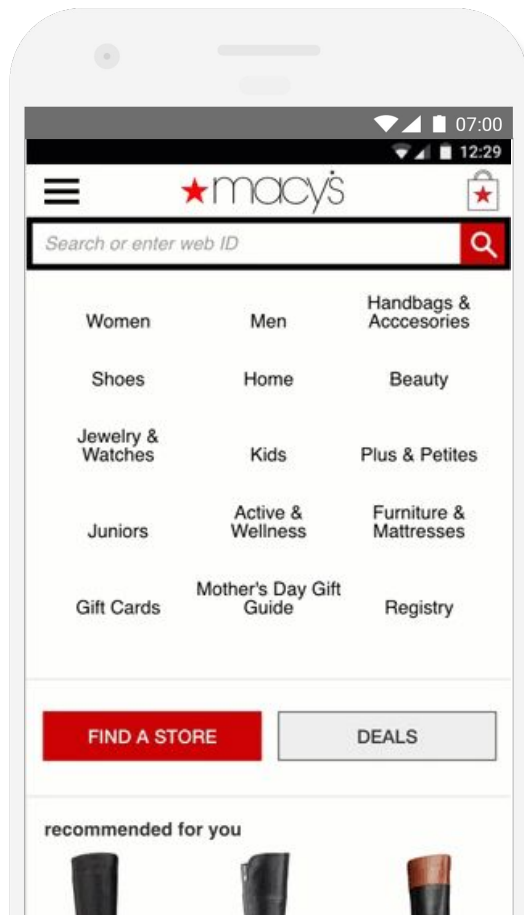 07:00
12:29
macy's
Search or enter web ID
Women
Men
Handbags &
Acccesories
Shoes
Home
Beauty
Jewelry &
Watches
Kids
Plus & Petites
Juniors
Active &
Wellness
Furniture &
Mattresses
Gift Cards
Mother's Day Gift
Guide
Registry
FIND A STORE
DEALS
recommended for you